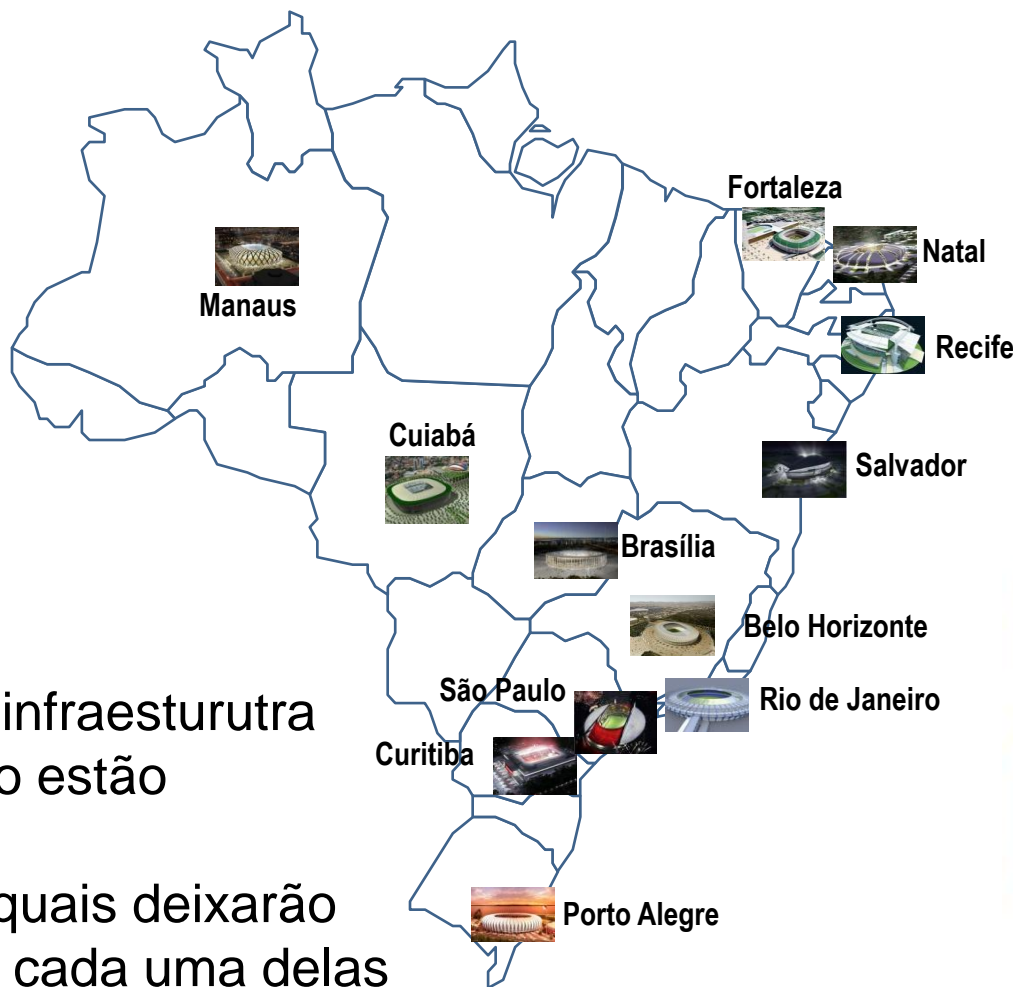 Fortaleza
Natal
Manaus
Recife
Cuiabá
Salvador
Brasília
Belo Horizonte
São Paulo
Rio de Janeiro
infraesturutra
Curitiba
o estão
quais deixarão
Porto Alegre
cada uma delas